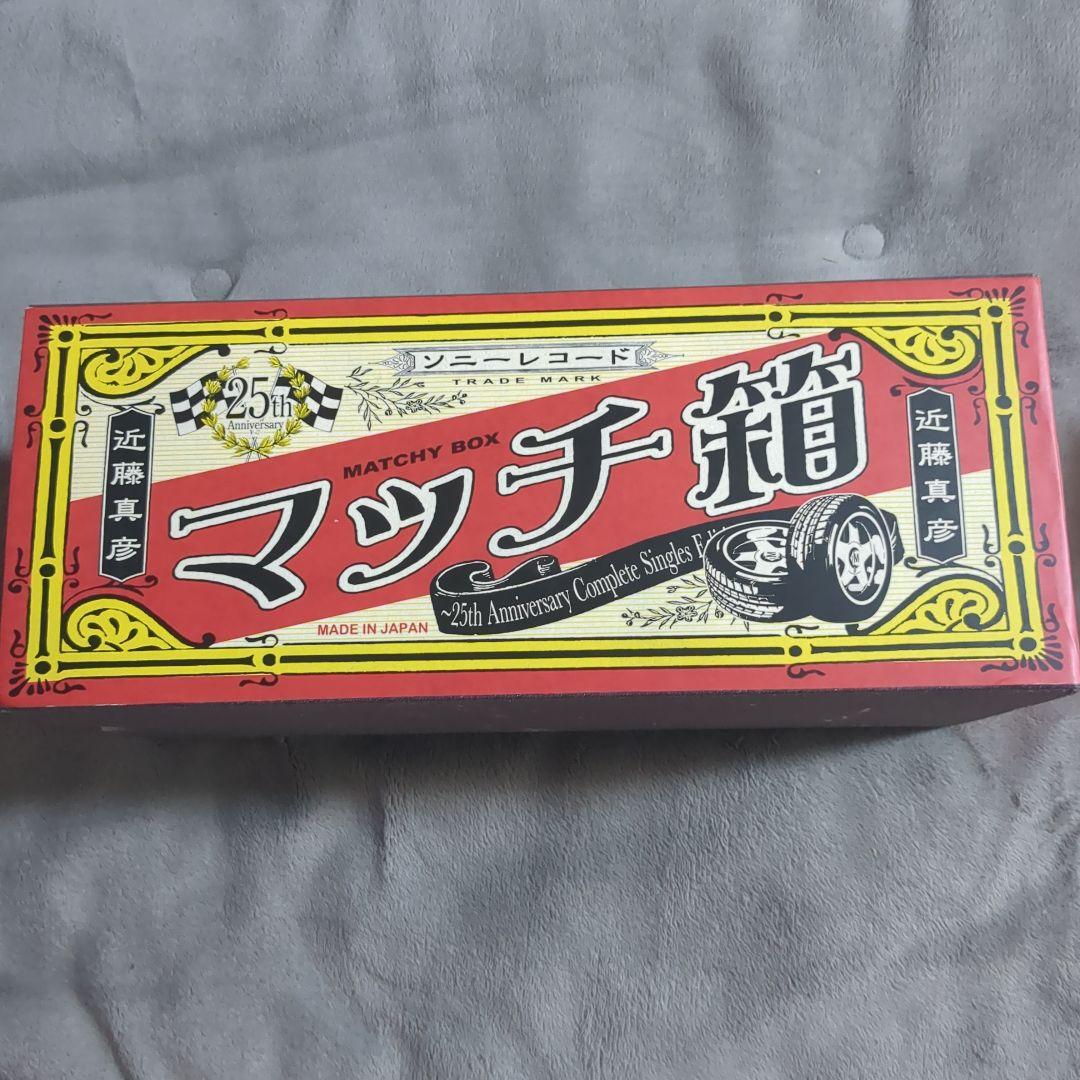 ソニーレコード
TRADE MARK
25th
Anniversary
MATCHY BOX
マッチ箱
近藤真彦
近藤真彦
~25th Anniversary Complete Singles
MADE IN JAPAN